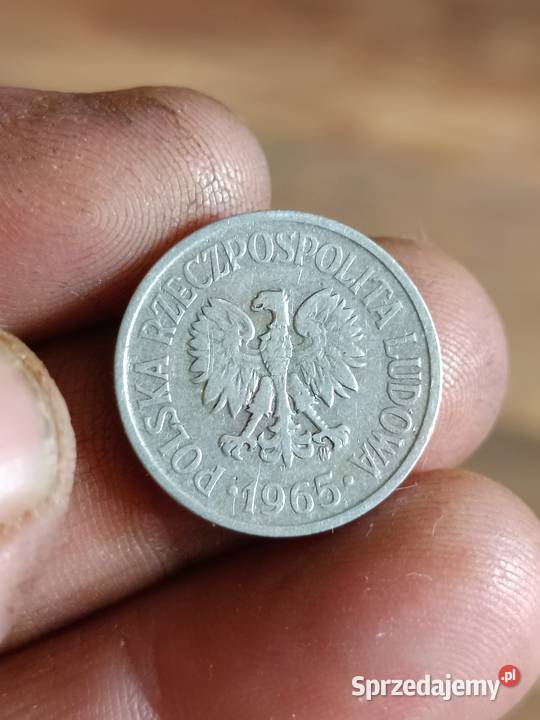 POLSKA RZECZPOSPOLITA LUDOWA
·1965·
Sprzedajemy.pl